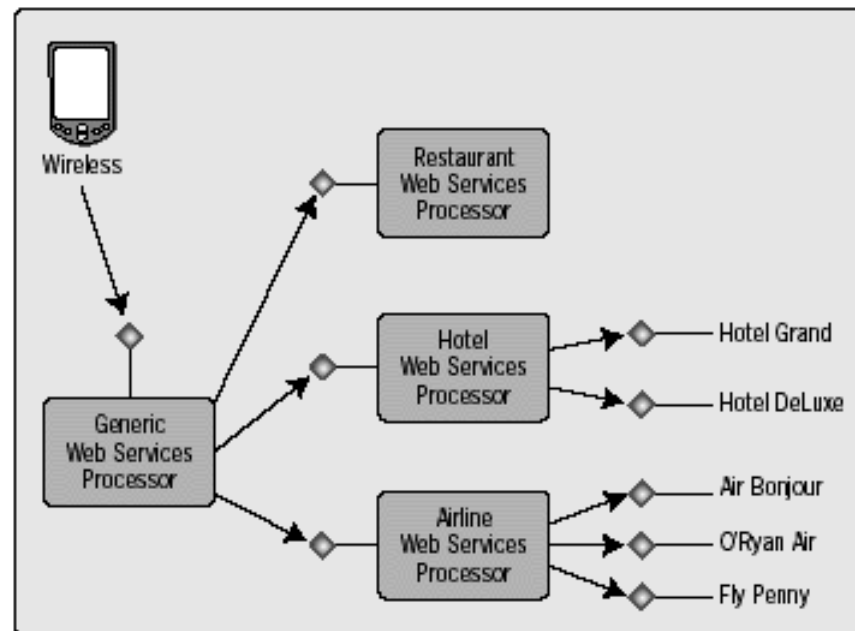 Wireless
Restaurant
Web Services
Processor
Hotel
Web Services
Processor
Hotel Grand
Hotel DeLuxe
Generic
Web Services
Processor
Airline
Web Services
Processor
Air Bonjour
O'Ryan Air
Fly Penny